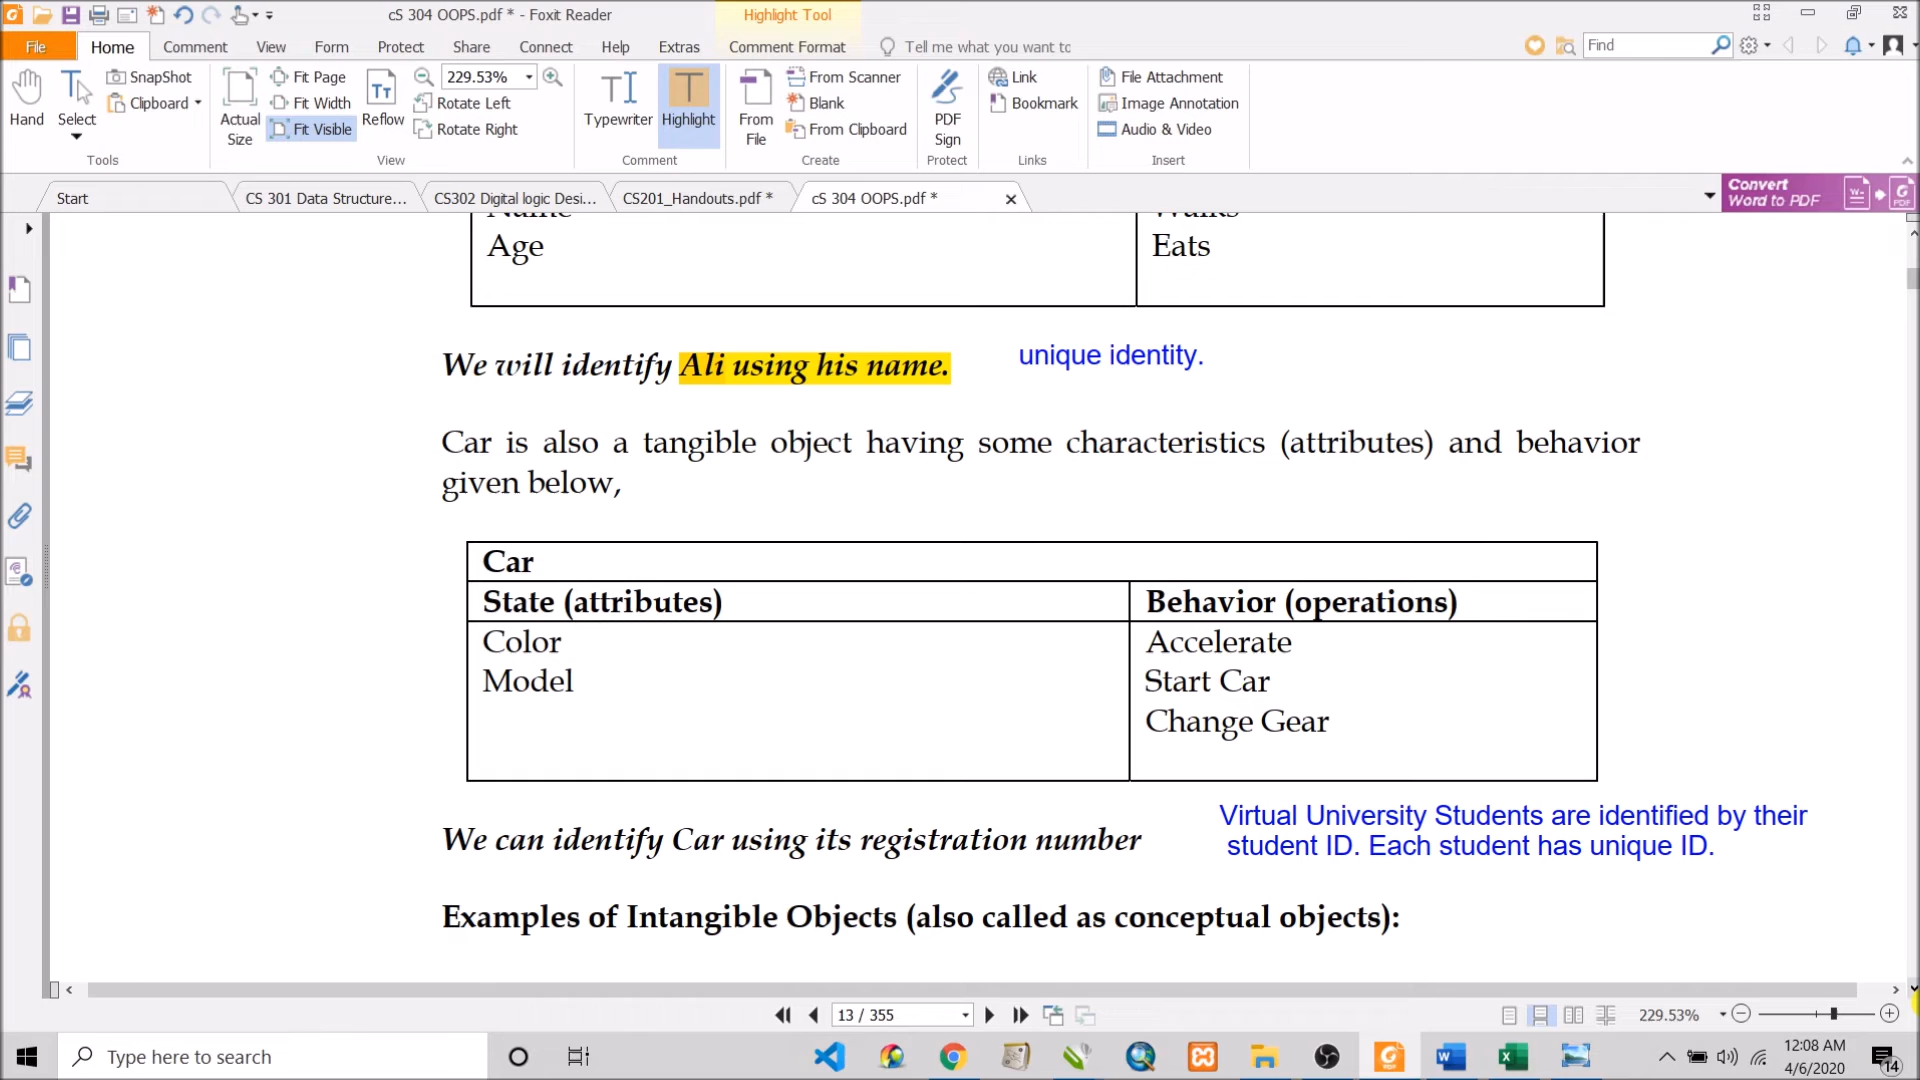 cS 304 OOPS.pdf * - Foxit Reader
Highlight Tool
File
Home
Comment
View
Form
Protect
Share
Connect
Help
Extras
Comment Format
Tell me what you want to
Find
Hand
Select
SnapShot
Clipboard
Tools
Actual
Size
Fit Page
Fit Width
Fit Visible
Reflow
229.53%
Rotate Left
Rotate Right
View
Typewriter
Highlight
Comment
From
File
From Scanner
Blank
From Clipboard
Create
PDF
Sign
Protect
Link
Bookmark
Links
File Attachment
Image Annotation
Audio & Video
Insert
Start
CS 301 Data Structure...
CS302 Digital logic Desi...
CS201_Handouts.pdf *
cS 304 OOPS.pdf *
Convert
Word to PDF
Name
Walks
Age
Eats
We will identify Ali using his name.
unique identity.
Car is also a tangible object having some characteristics (attributes) and behavior
given below,
Car
State (attributes)
Behavior (operations)
Color
Accelerate
Model
Start Car
Change Gear
We can identify Car using its registration number
Virtual University Students are identified by their
student ID. Each student has unique ID.
Examples of Intangible Objects (also called as conceptual objects):
13 / 355
229.53%
Type here to search
12:08 AM
4/6/2020
14